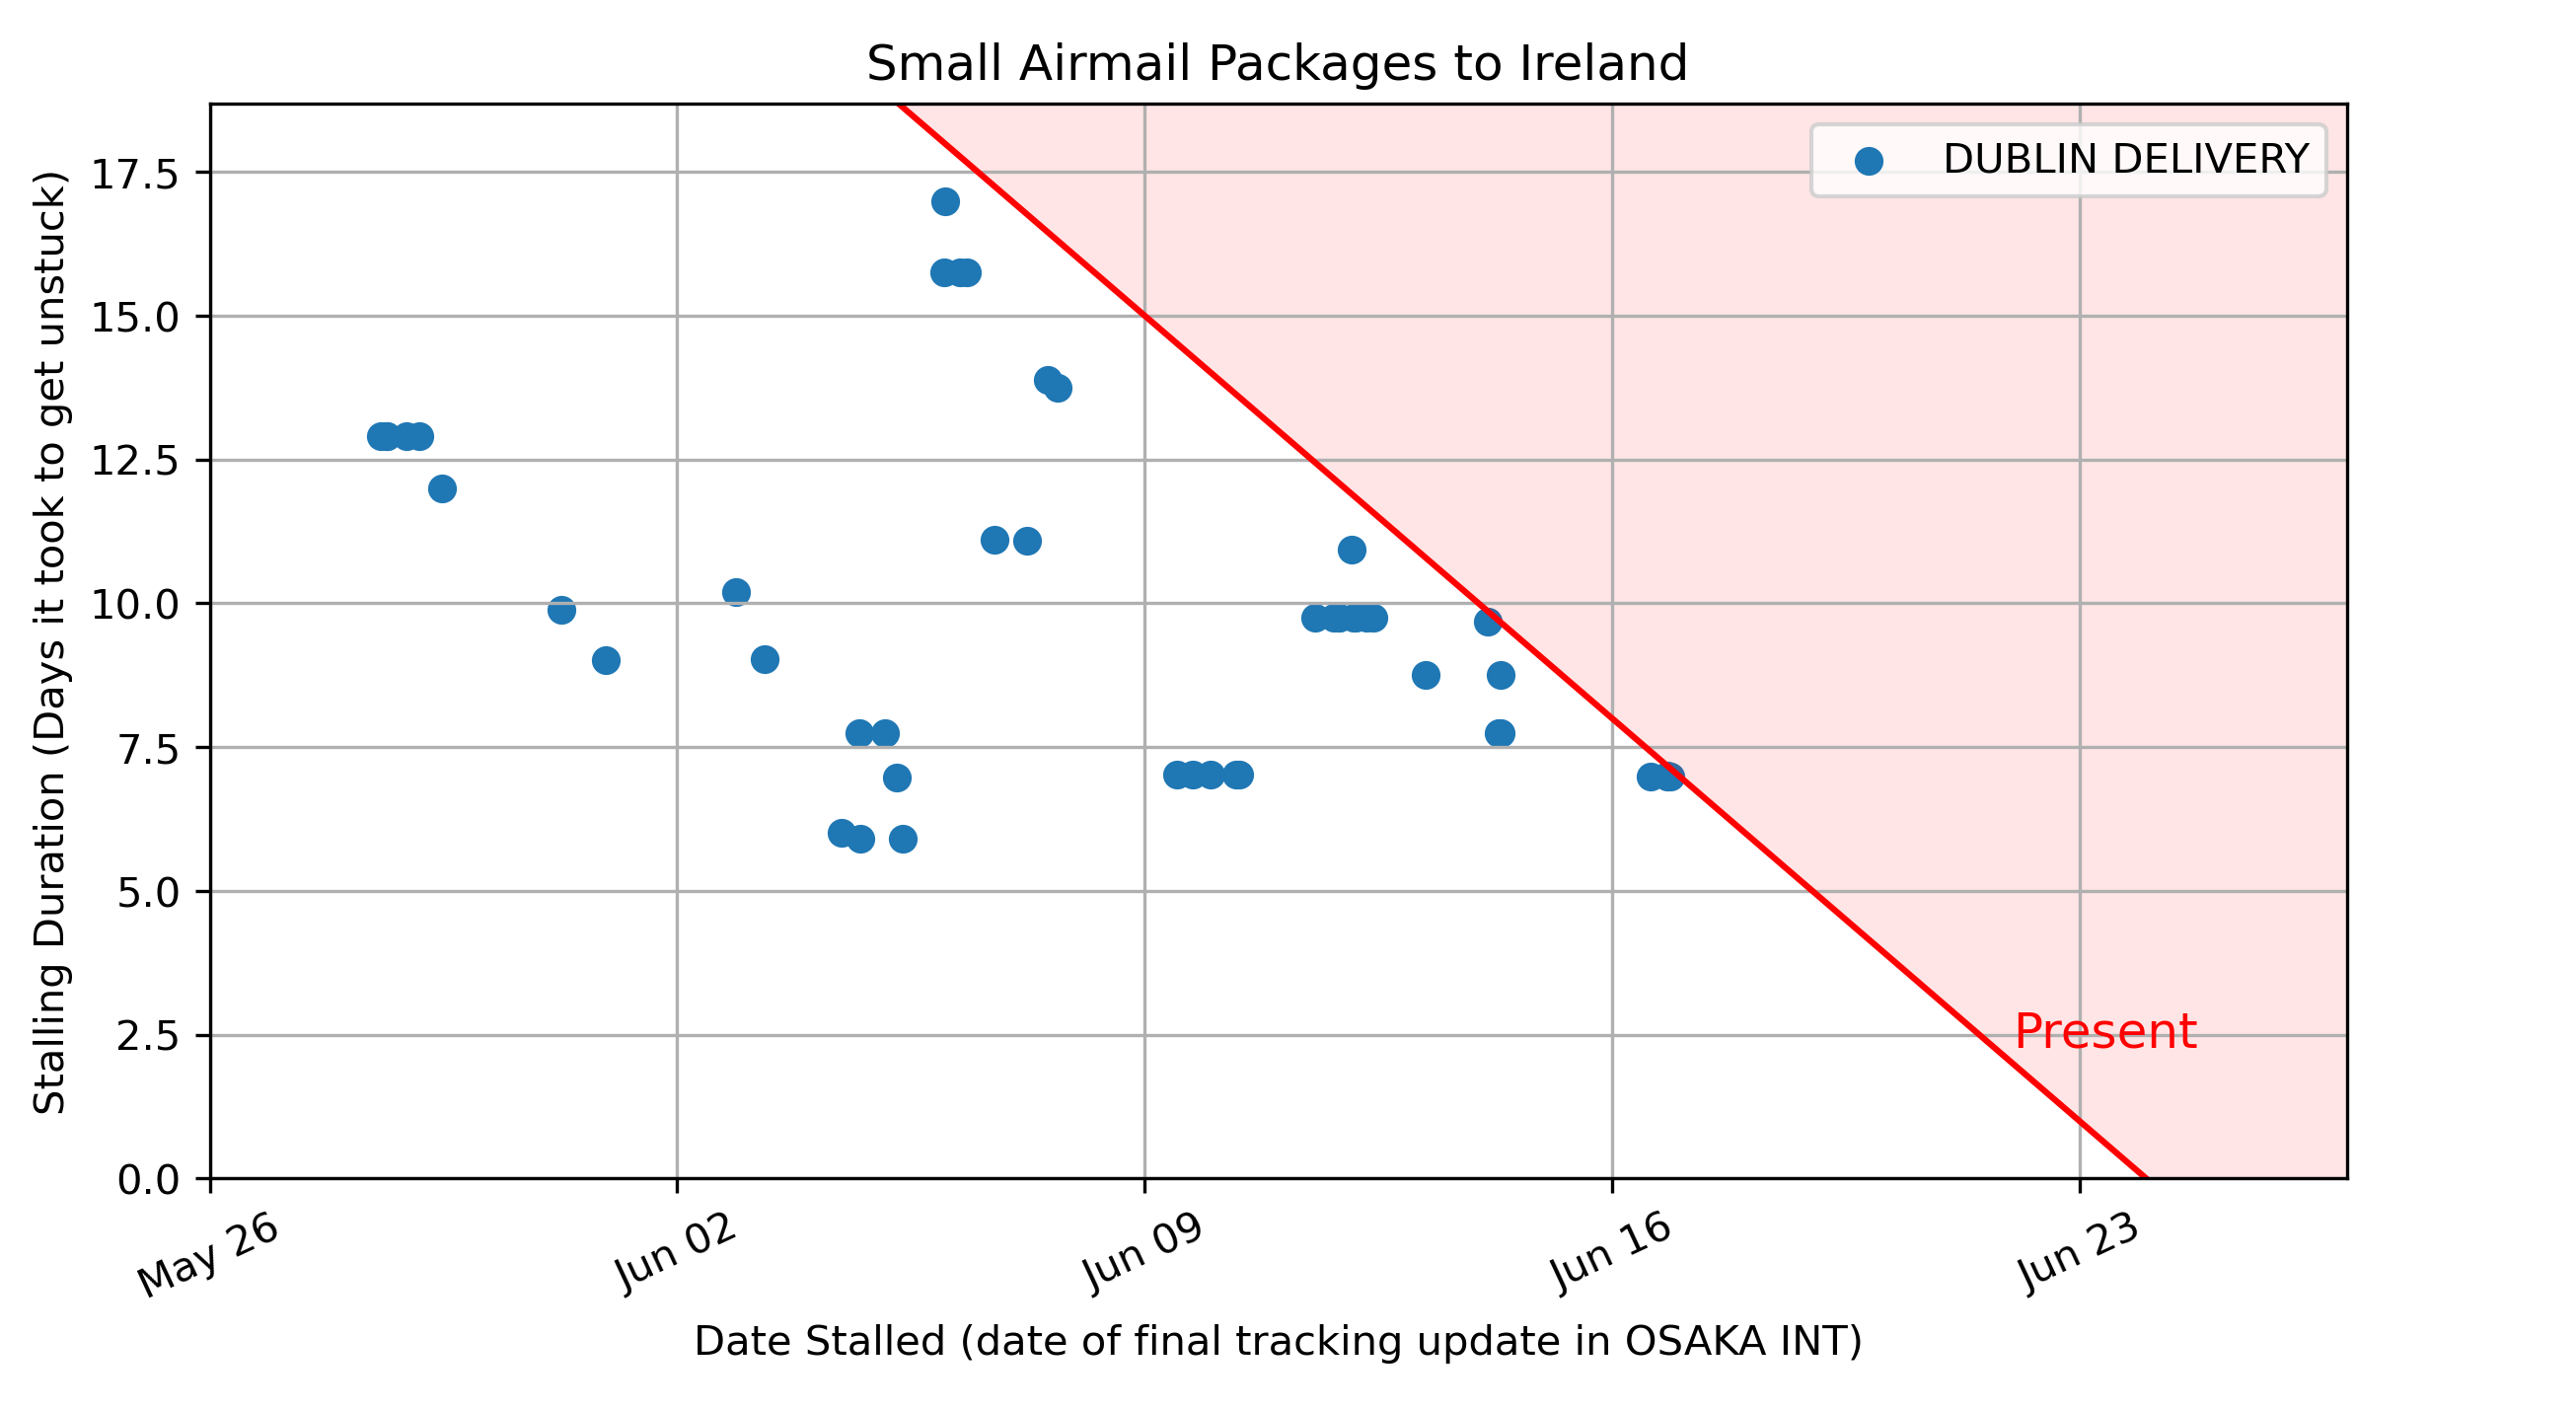 Small Airmail Packages to Ireland
DUBLIN DELIVERY
Stalling Duration (Days it took to get unstuck)
17.5
15.0
12.5
10.0
7.5
5.0
2.5
0.0
Present
May 26
Jun 02
Jun 09
Jun 16
Jun 23
Date Stalled (date of final tracking update in OSAKA INT)